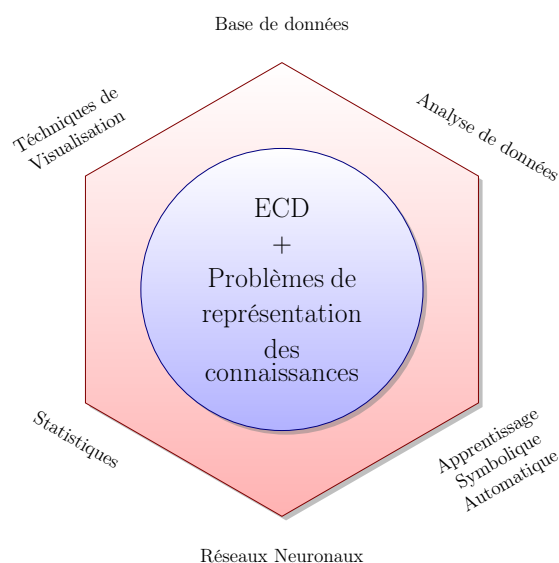 Base de données
Téchniques de
Visualisation
Analyse de données
ECD
+
Problèmes de
représentation
des
connaissances
Statistiques
Apprentissage
Symbolique
Automatique
Réseaux Neuronaux